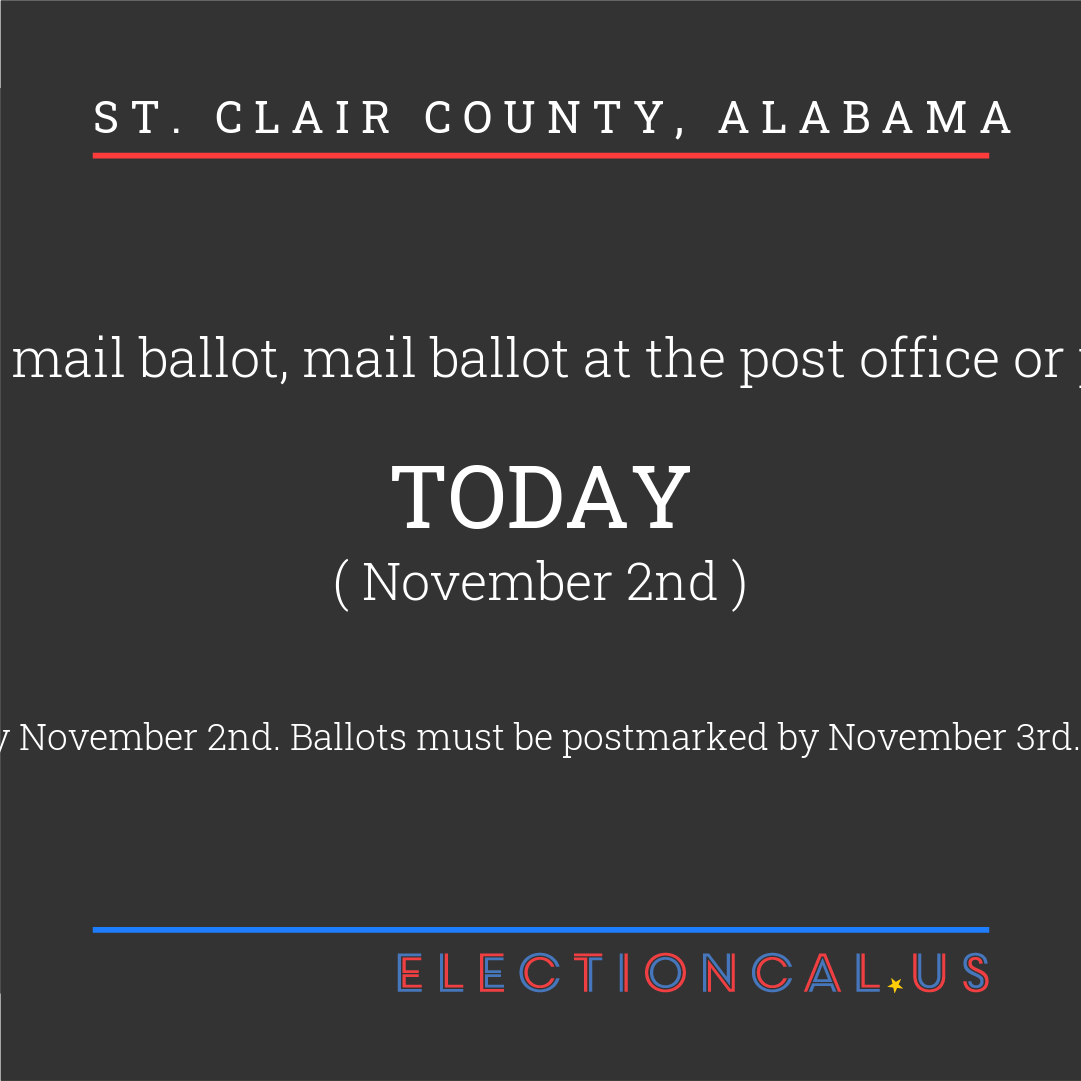 ST. CLAIR COUNTY, ALABAMA
mail ballot, mail ballot at the post office or
TODAY
( November 2nd )
November 2nd. Ballots must be postmarked by November 3rd.
ELECTIONCAL.US